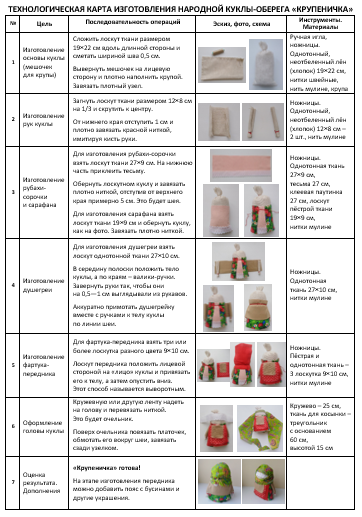 ТЕХНОЛОГИЧЕСКАЯ КАРТА ИЗГОТОВЛЕНИЯ НАРОДНОЙ КУКЛЫ-ОБЕРЕГА «КРУПЕНИЧКА»
№
Цель
Последовательность операций
Эскиз, фото, схема
Инструменты.
Материалы
1
Изготовление
основы куклы
(мешочек
для крупы)
Сложить лоскут ткани размером
19×22 см вдоль длинной стороны и
сметать шириной шва 0,5 см.
Вывернуть мешочек на лицевую
сторону и плотно наполнить крупой.
Завязать плотный узел.
Ручная игла,
ножницы.
Однотонный,
неотбеленный лён
(хлопок) 19×22 см,
нитки швейные,
нить мулине, крупа
2
Изготовление
рук куклы
Загнуть лоскут ткани размером 12×8 см
на 1/3 и скрутить к центру.
От нижнего края отступить 1 см и
плотно завязать красной ниткой,
имитируя кисть руки.
Ножницы.
Однотонный,
неотбеленный лён
(хлопок) 12×8 см –
2 шт., нить мулине
3
Изготовление
рубахи-
сорочки
и сарафана
Для изготовления рубахи-сорочки
взять лоскут ткани 27×9 см. На нижнюю
часть приклеить тесьму.
Обернуть лоскутном куклу и завязать
плотно ниткой, отступив от верхнего
края примерно 5 см. Это будет шея.
Для изготовления сарафана взять
лоскут ткани 19×9 см и обернуть куклу,
как на фото. Завязать плотно ниткой.
Ножницы.
Однотонная ткань
27×9 см,
тесьма 27 см,
клеевая паутинка
27 см, лоскут
пёстрой ткани
19×9 см,
нитки мулине
4
Изготовление
душегреи
Для изготовления душегреи взять
лоскут однотонной ткани 27×10 см.
В середину полоски положить тело
куклы, а по краям – валики-ручки.
Завернуть руки так, чтобы они
на 0,5—1 см выглядывали из рукавов.
Аккуратно примотать душегрейку
вместе с ручками к телу куклы
по линии шеи.
Ножницы.
Однотонная
ткань 27×10 см,
нитки мулине
5
Изготовление
фартука-
передника
Для фартука-передника взять три или
более лоскутка разного цвета 9×10 см.
Лоскут передника положить лицевой
стороной на «лицо» куклы и привязать
его к телу, а затем опустить вниз.
Этот способ называется выворотным.
Ножницы.
Пёстрая и
однотонная ткань –
3 лоскутка 9×10 см,
нитки мулине
6
Оформление
головы куклы
Кружевную или другую ленту надеть
на голову и перевязать ниткой.
Это будет очельник.
Поверх очельника повязать платочек,
обмотать его вокруг шеи, завязать
сзади узелком.
Кружево – 25 см,
ткань для косынки –
треугольник
с основанием
60 см,
высотой 15 см
7
Оценка
результата.
Дополнения
«Крупеничка» готова!
На этапе изготовления передника
можно добавить пояс с бусинами и
другие украшения.